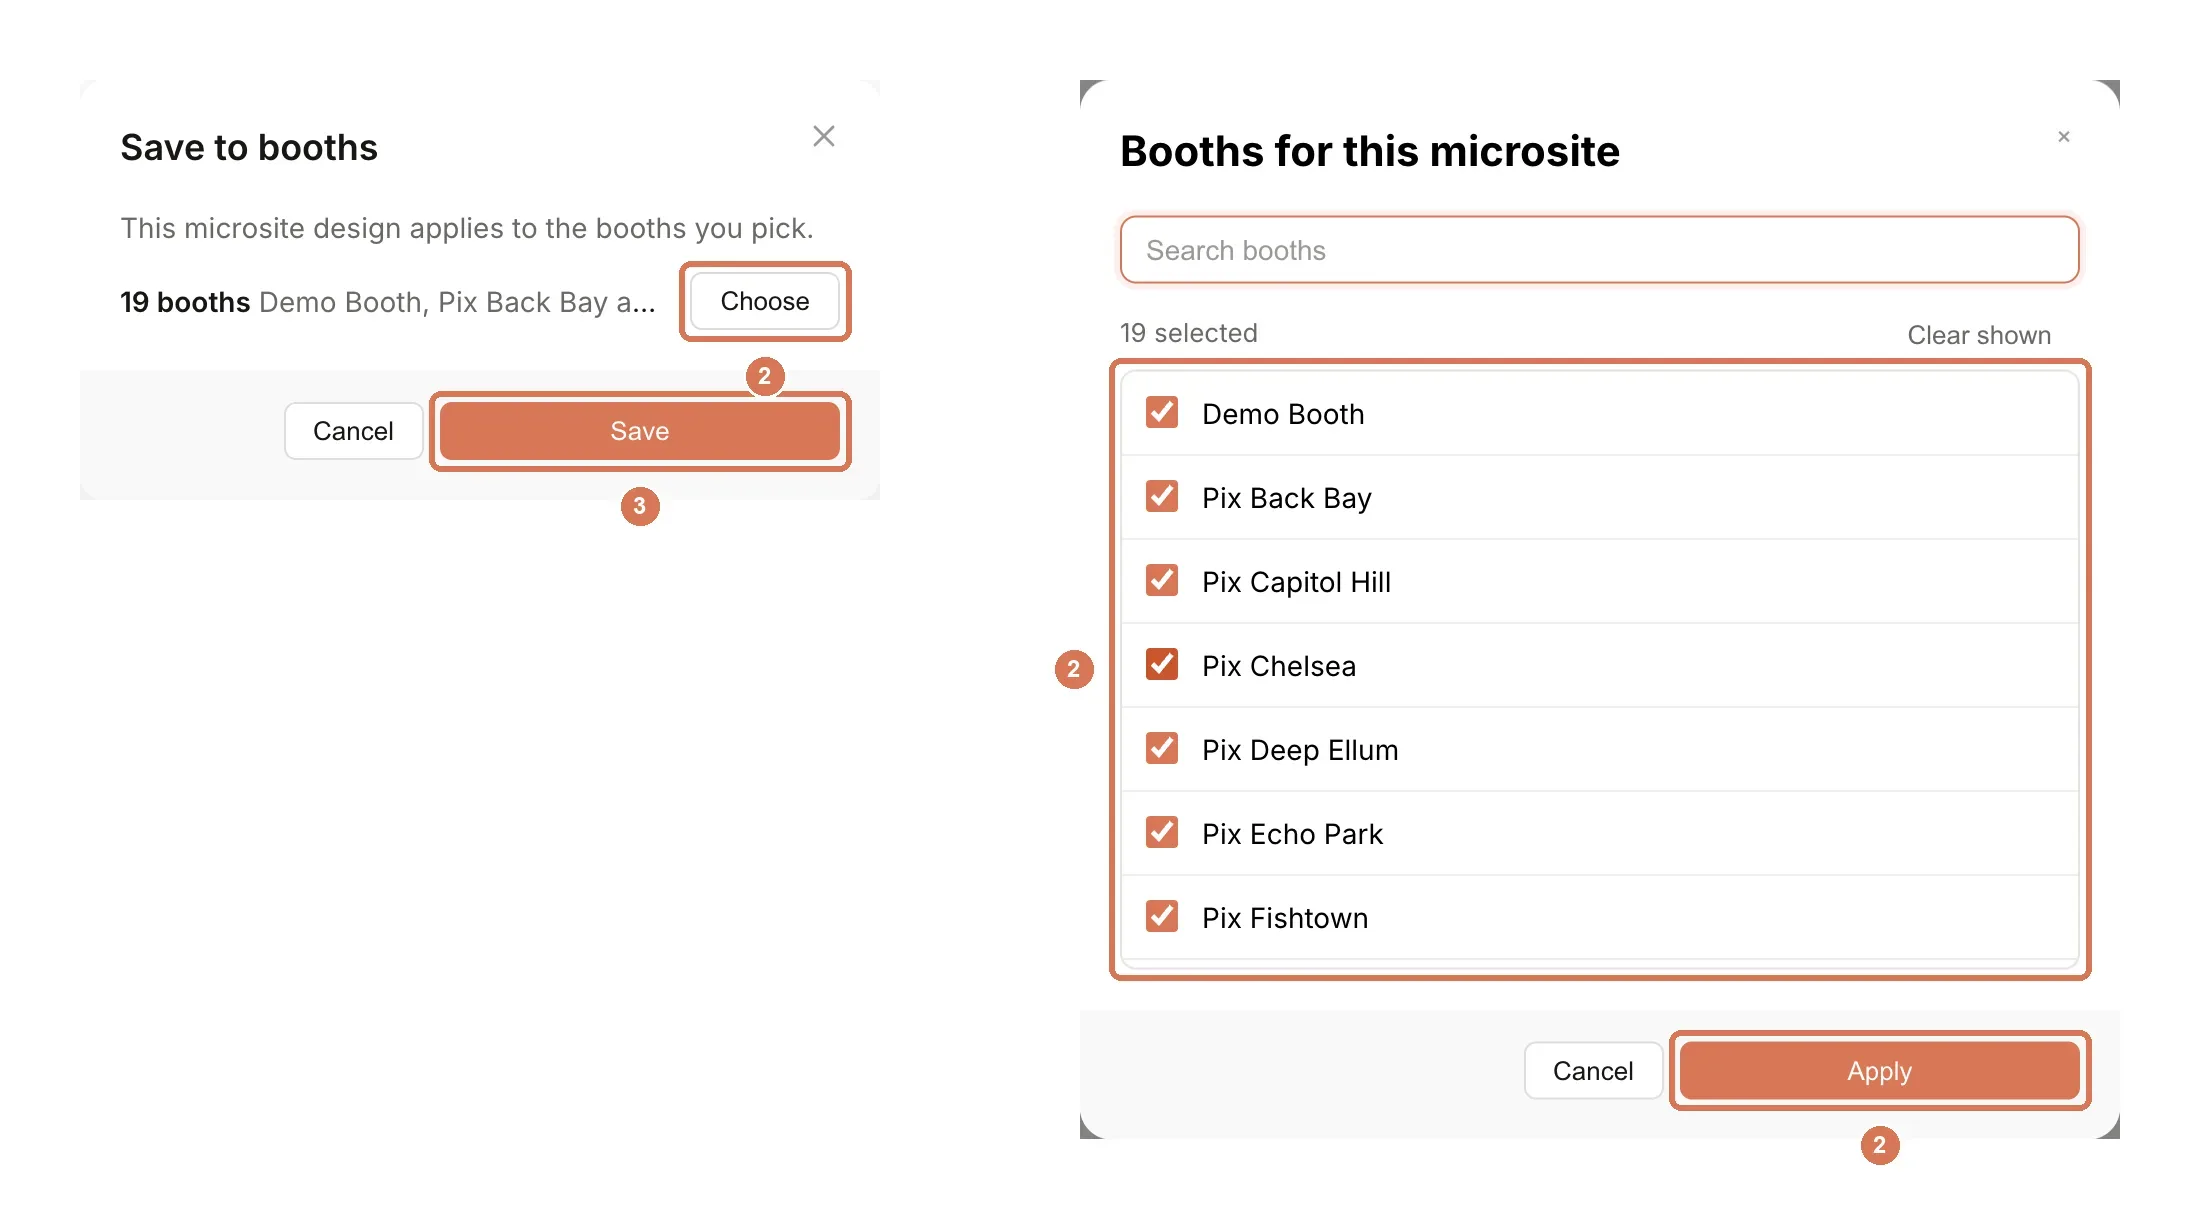 Save to booths
This microsite design applies to the booths you pick.
19 booths Demo Booth, Pix Back Bay a...
Choose
2
Cancel
Save
3
Booths for this microsite
Search booths
19 selected
Clear shown
Demo Booth
Pix Back Bay
Pix Capitol Hill
2
Pix Chelsea
Pix Deep Ellum
Pix Echo Park
Pix Fishtown
Cancel
Apply
2